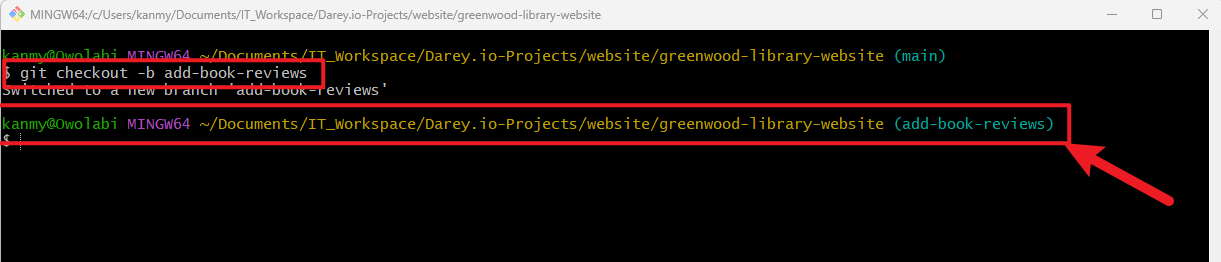 MINGW64:/c/Users/kanmy/Documents/IT_Workspace/Darey.io-Projects/website/greenwood-library-website
kanmy@Owolabi MINGW64 ~/Documents/IT_Workspace/Darey.io-Projects/website/greenwood-library-website (main)
$ git checkout -b add-book-reviews
Switched to a new branch 'add-book-reviews'
kanmy@Owolabi MINGW64 ~/Documents/IT_Workspace/Darey.io-Projects/website/greenwood-library-website (add-book-reviews)
$